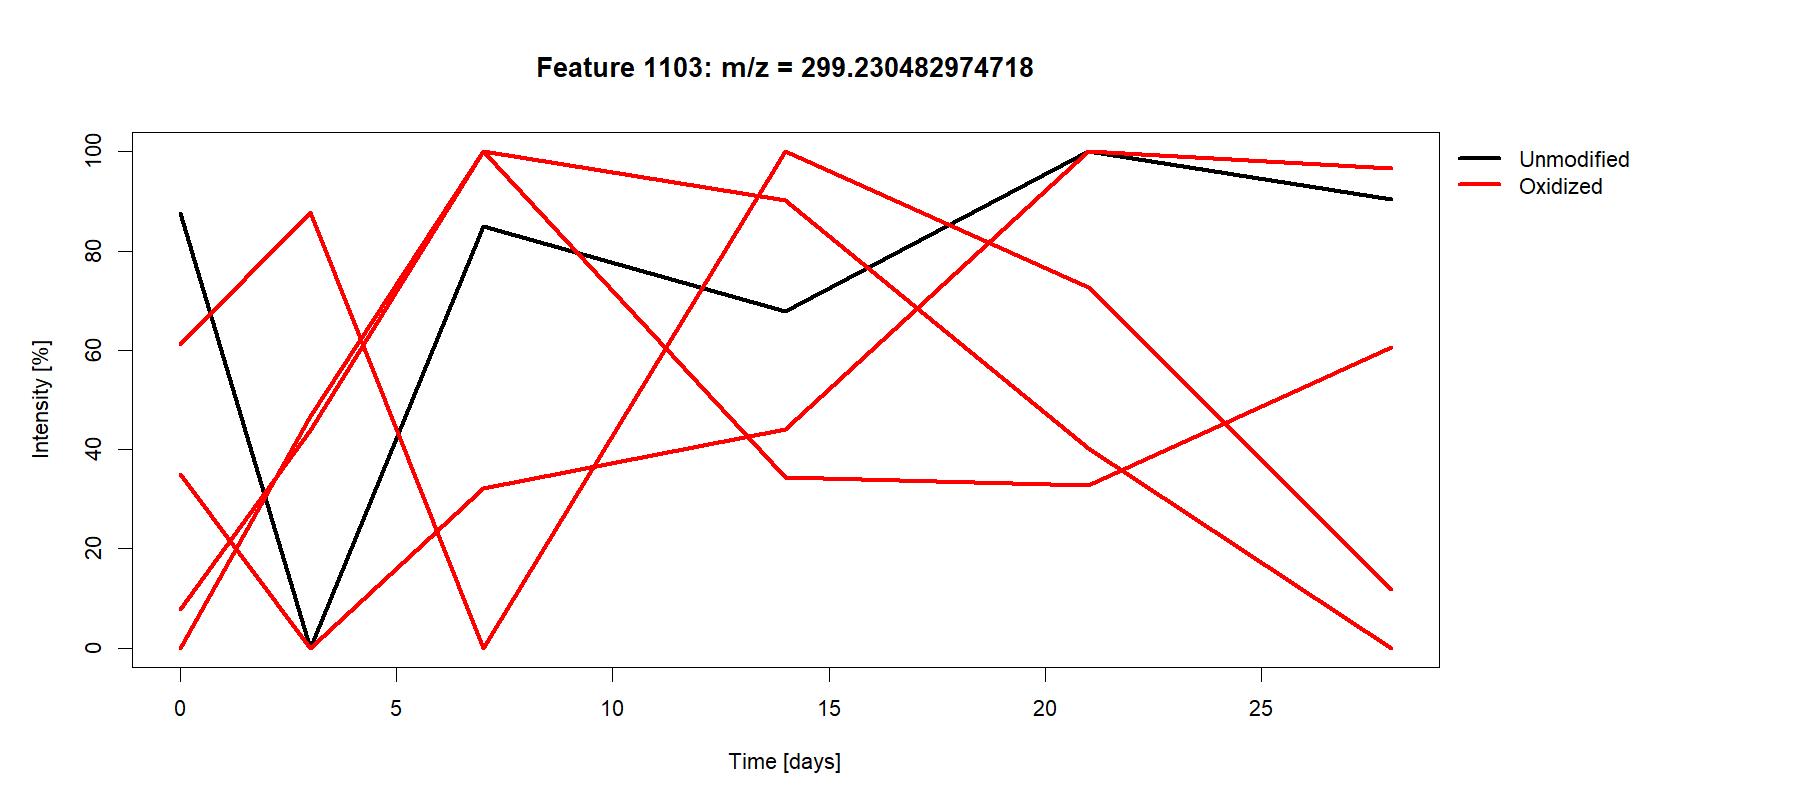 Feature 1103: m/z = 299.230482974718
Unmodified
Oxidized
Intensity [%]
100
80
60
40
20
0
0 5 10 15 20 25
Time [days]